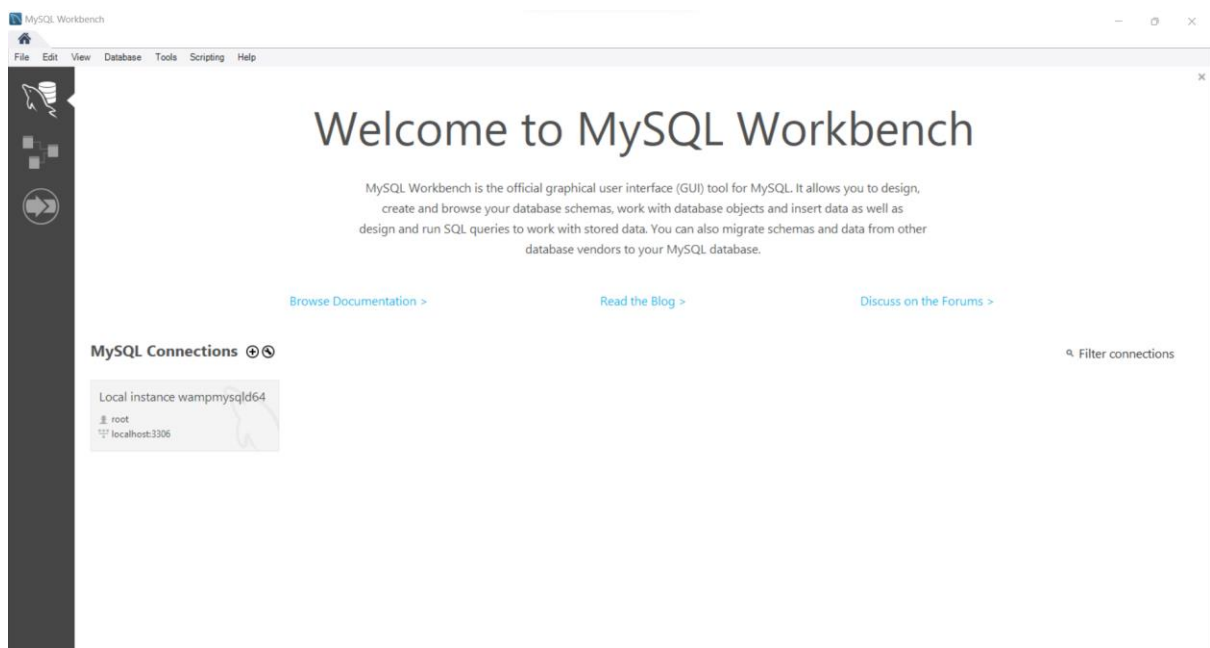 MySQL Workbench
File Edit View Database Tools Scripting Help
Welcome to MySQL Workbench
MySQL Workbench is the official graphical user interface (GUI) tool for MySQL. It allows you to design,
create and browse your database schemas, work with database objects and insert data as well as
design and run SQL queries to work with stored data. You can also migrate schemas and data from other
database vendors to your MySQL database.
Browse Documentation > Read the Blog > Discuss on the Forums >
MySQL Connections Filter connections
Local instance wampmysqld64
root
localhost:3306